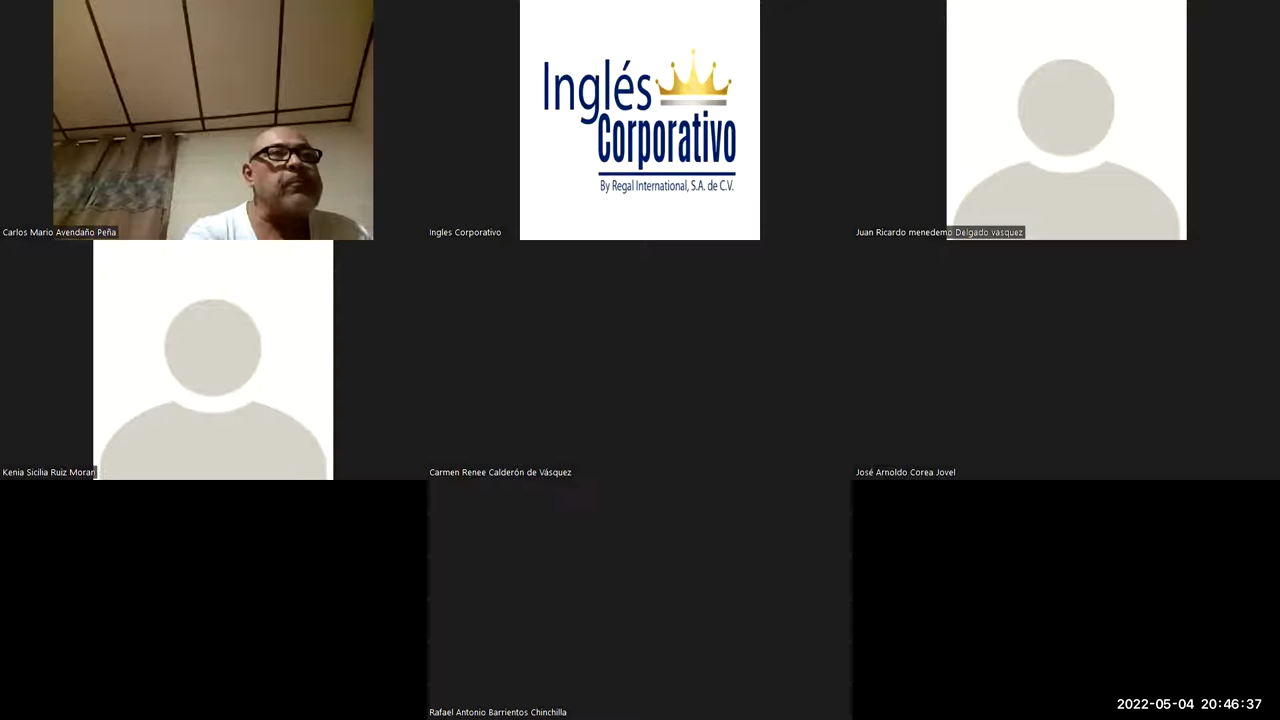 Inglés
Corporativo
By Regal International, S.A. de C.V.
Carlos Mario Avendaño Peña
Ingles Corporativo
Juan Ricardo menedemo Delgado vasquez
Kenia Sicilia Ruiz Moran
Carmen Renee Calderón de Vásquez
José Arnoldo Corea Jovel
Rafael Antonio Barrientos Chinchilla
2022-05-04 20:46:37